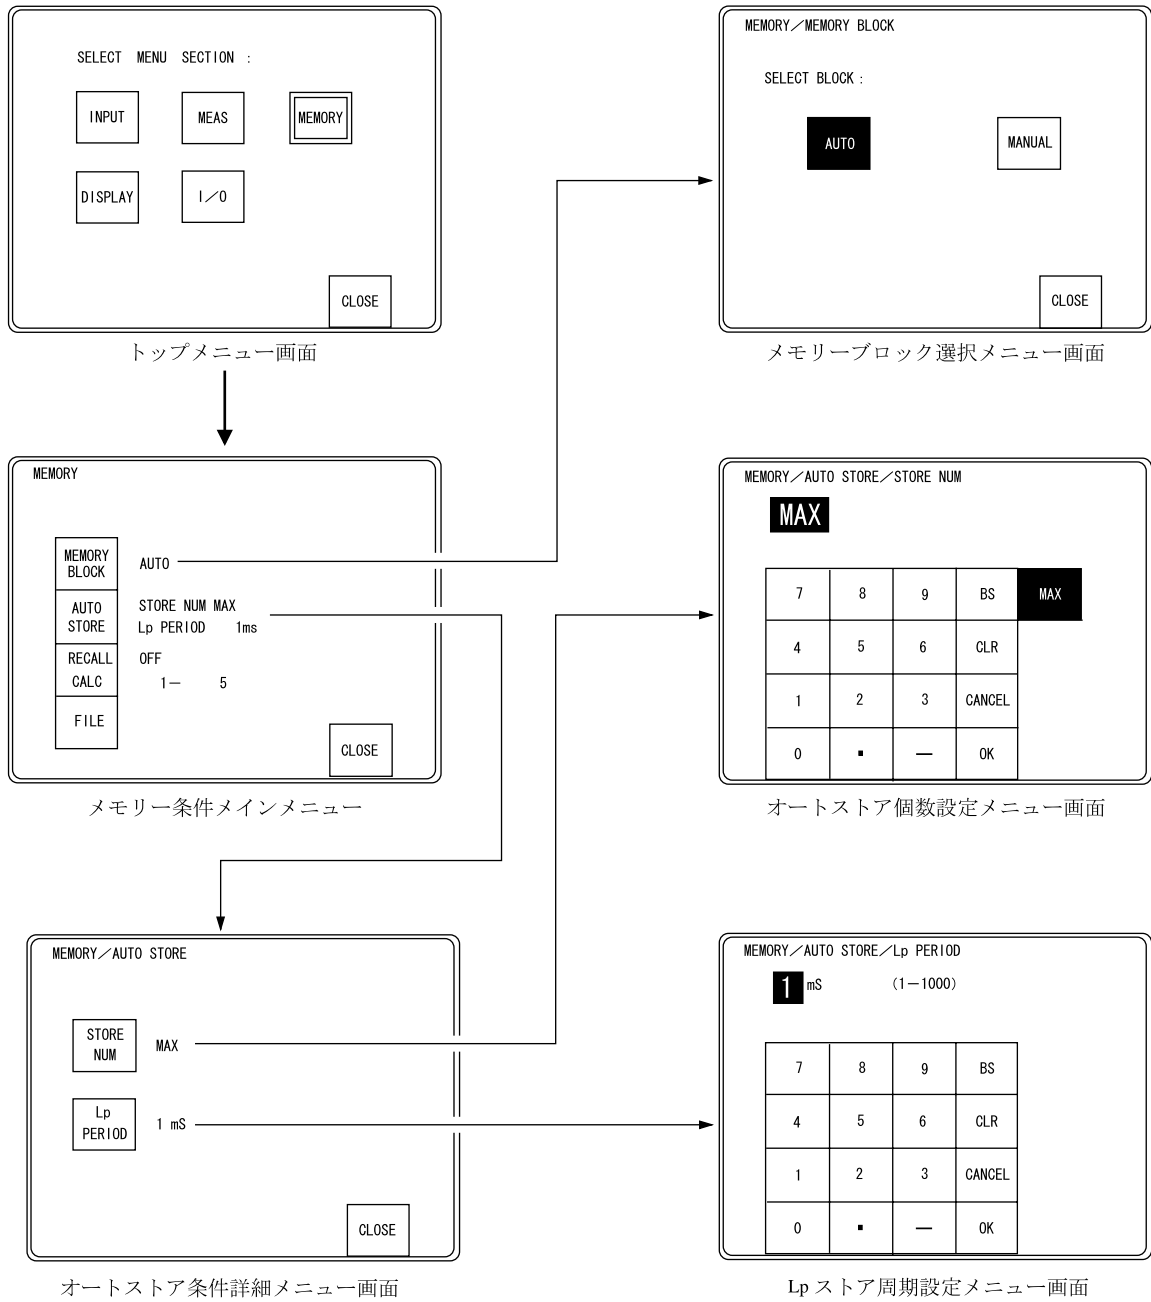 SELECT MENU SECTION :
INPUT
MEAS
MEMORY
DISPLAY
I／O
CLOSE
トップメニュー画面
MEMORY／MEMORY BLOCK
SELECT BLOCK :
AUTO
MANUAL
CLOSE
メモリーブロック選択メニュー画面
MEMORY
MEMORY
BLOCK
AUTO
AUTO
STORE
STORE NUM MAX
Lp PERIOD 1ms
RECALL
CALC
OFF
1－ 5
FILE
CLOSE
メモリー条件メインメニュー
MEMORY／AUTO STORE／STORE NUM
MAX
7 8 9 BS MAX
4 5 6 CLR
1 2 3 CANCEL
0 ▪ － OK
オートストア個数設定メニュー画面
MEMORY／AUTO STORE
STORE
NUM
MAX
Lp
PERIOD
1 mS
CLOSE
オートストア条件詳細メニュー画面
MEMORY／AUTO STORE／Lp PERIOD
1 mS (1－1000)
7 8 9 BS
4 5 6 CLR
1 2 3 CANCEL
0 ▪ － OK
Lp ストア周期設定メニュー画面